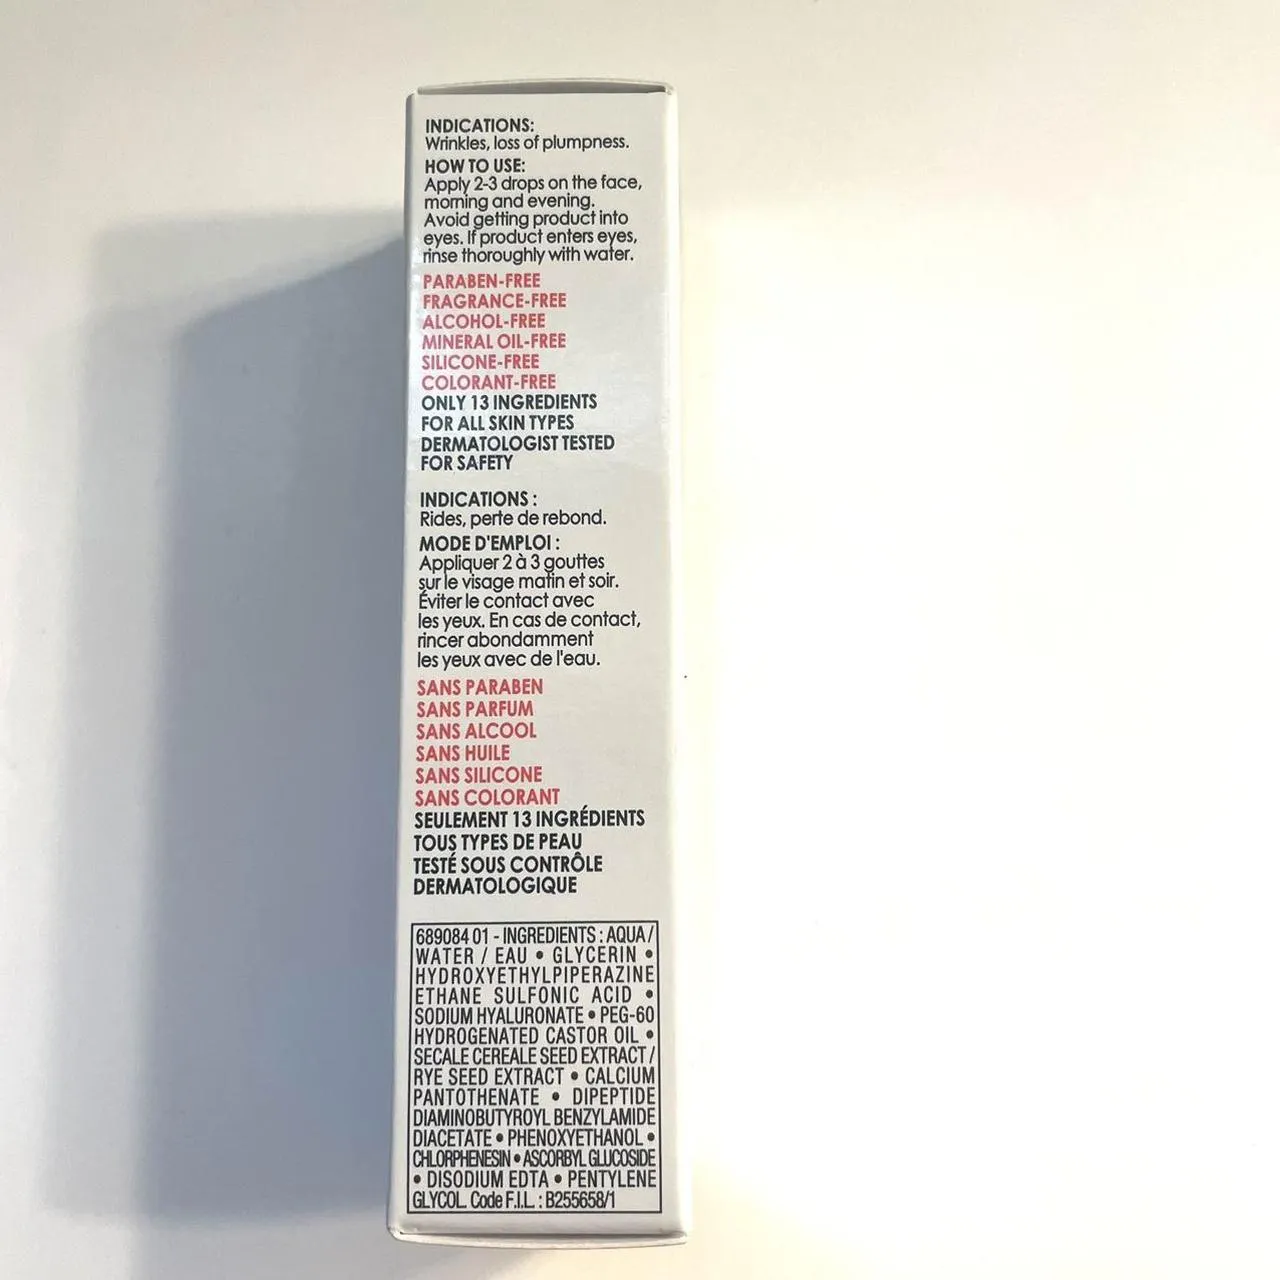 INDICATIONS:
Wrinkles, loss of plumpness.
HOW TO USE:
Apply 2-3 drops on the face,
morning and evening.
Avoid getting product into
eyes. If product enters eyes,
rinse thoroughly with water.
PARABEN-FREE
FRAGRANCE-FREE
ALCOHOL-FREE
MINERAL OIL-FREE
SILICONE-FREE
COLORANT-FREE
ONLY 13 INGREDIENTS
FOR ALL SKIN TYPES
DERMATOLOGIST TESTED
FOR SAFETY
INDICATIONS :
Rides, perte de rebond.
MODE D'EMPLOI :
Appliquer 2 à 3 gouttes
sur le visage matin et soir.
Éviter le contact avec
les yeux. En cas de contact,
rincer abondamment
les yeux avec de l'eau.
SANS PARABEN
SANS PARFUM
SANS ALCOOL
SANS HUILE
SANS SILICONE
SANS COLORANT
SEULEMENT 13 INGRÉDIENTS
TOUS TYPES DE PEAU
TESTÉ SOUS CONTRÔLE
DERMATOLOGIQUE
689084 01 - INGREDIENTS : AQUA /
WATER / EAU • GLYCERIN •
HYDROXYETHYLPIPERAZINE
ETHANE SULFONIC ACID •
SODIUM HYALURONATE • PEG-60
HYDROGENATED CASTOR OIL •
SECALE CEREALE SEED EXTRACT /
RYE SEED EXTRACT • CALCIUM
PANTOTHENATE • DIPEPTIDE
DIAMINOBUTYROYL BENZYLAMIDE
DIACETATE • PHENOXYETHANOL •
CHLORPHENESIN • ASCORBYL GLUCOSIDE
• DISODIUM EDTA • PENTYLENE
GLYCOL. Code F.I.L. : B255658/1